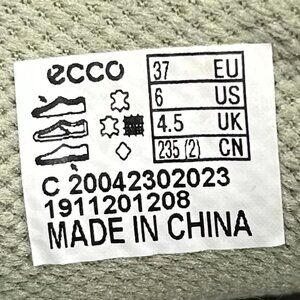 ecco
37 EU
6 US
4.5 UK
235 (2) CN
C 20042302023
1911201208
MADE IN CHINA